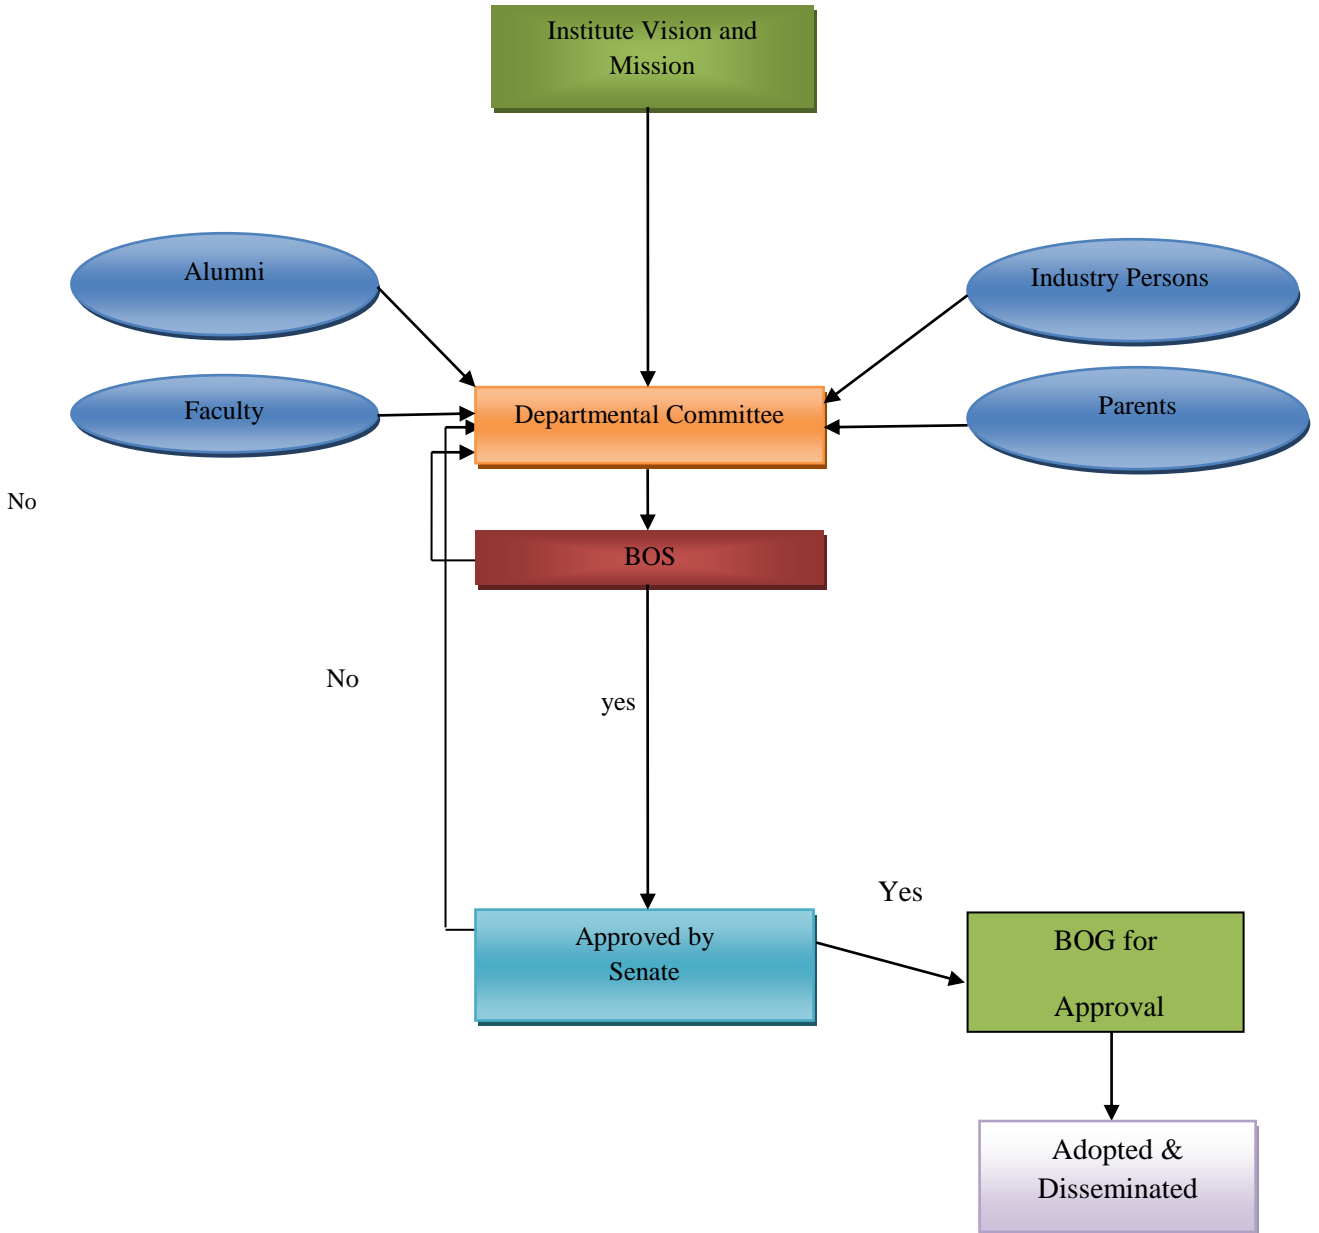 Institute Vision and
Mission
Alumni
Industry Persons
Faculty
Departmental Committee
Parents
No
BOS
No
yes
Yes
Approved by
Senate
BOG for
Approval
Adopted &
Disseminated